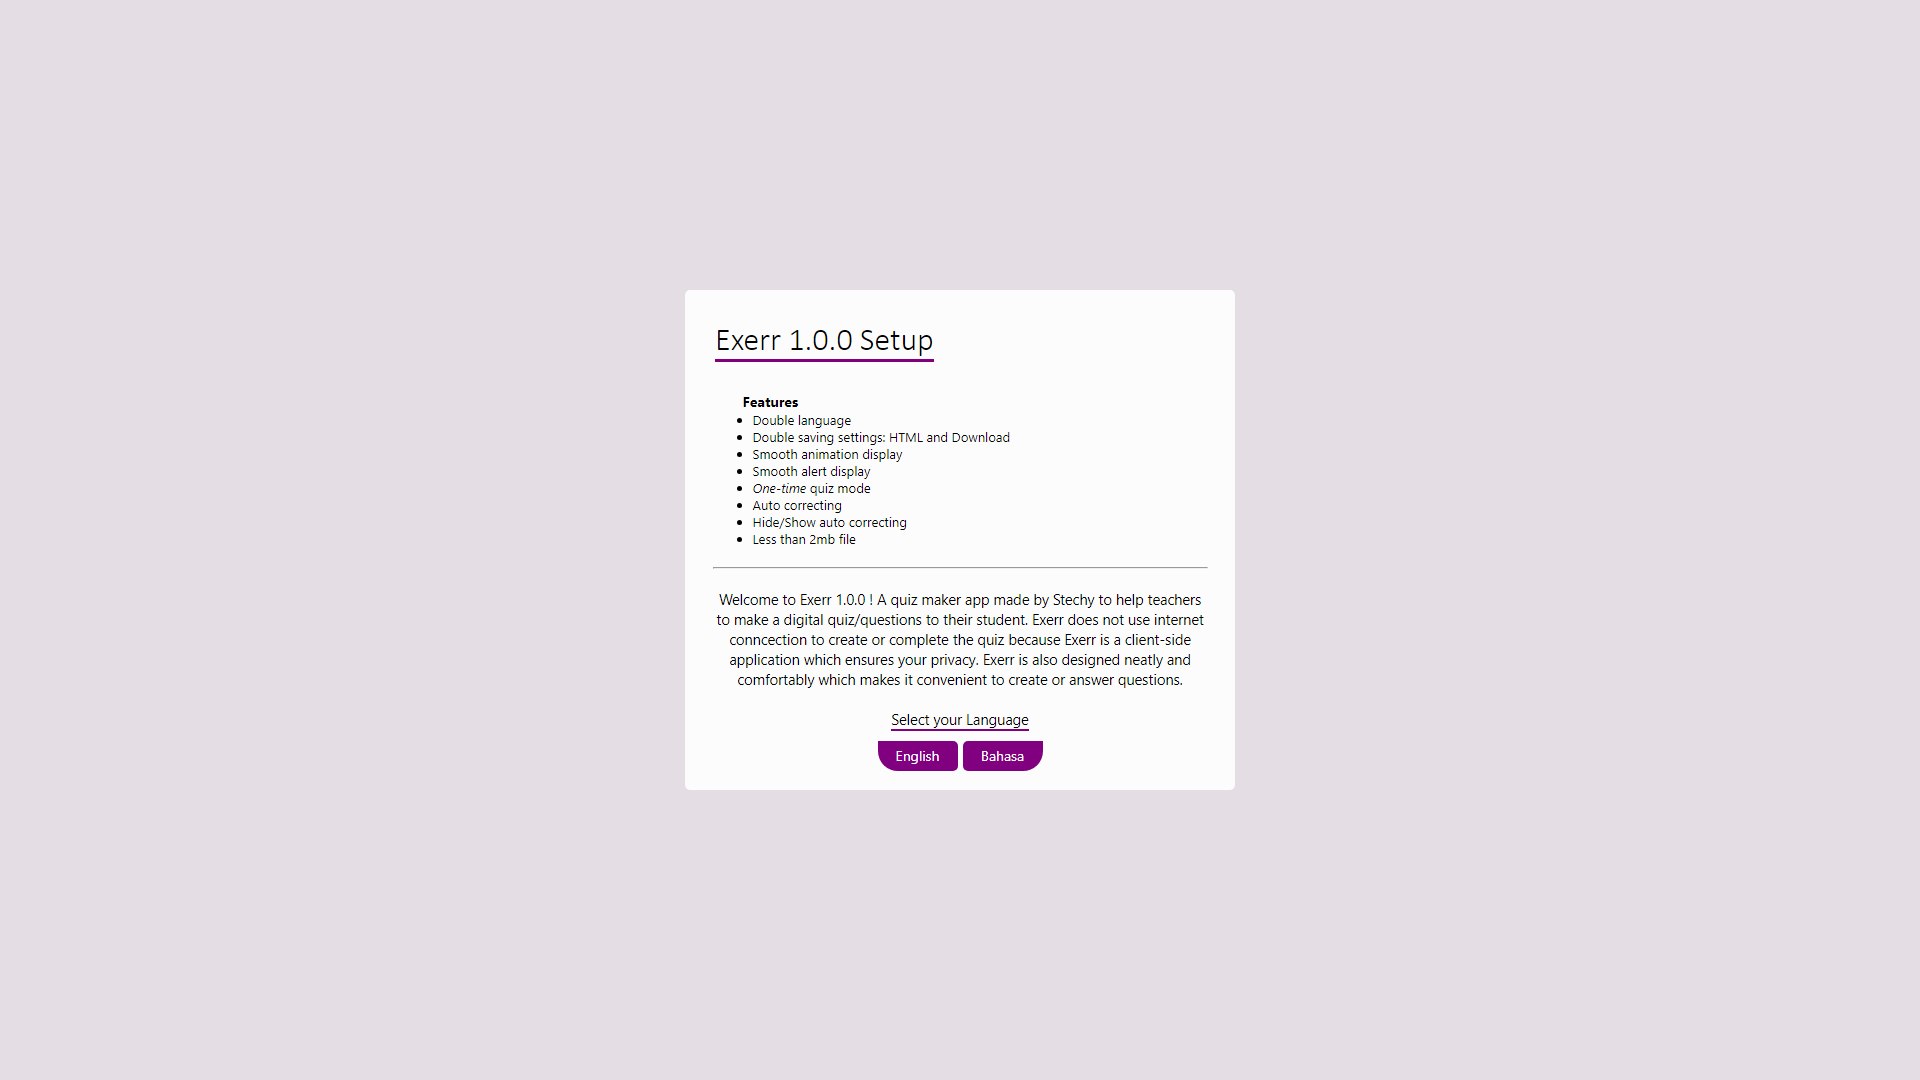 Exerr 1.0.0 Setup
Features
Double language
Double saving settings: HTML and Download
Smooth animation display
Smooth alert display
One-time quiz mode
Auto correcting
Hide/Show auto correcting
Less than 2mb file
Welcome to Exerr 1.0.0 ! A quiz maker app made by Stechy to help teachers
to make a digital quiz/questions to their student. Exerr does not use internet
conncection to create or complete the quiz because Exerr is a client-side
application which ensures your privacy. Exerr is also designed neatly and
comfortably which makes it convenient to create or answer questions.
Select your Language
English Bahasa